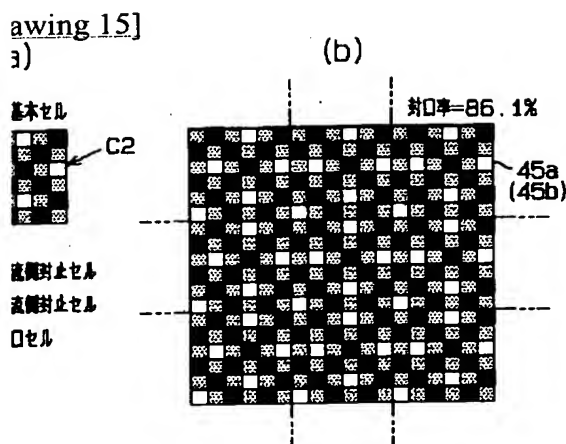 awing 15]
a)
(b)
基本セル
封口率=86.1%
C2
45a
(45b)
流側封止セル
流側封止セル
口セル